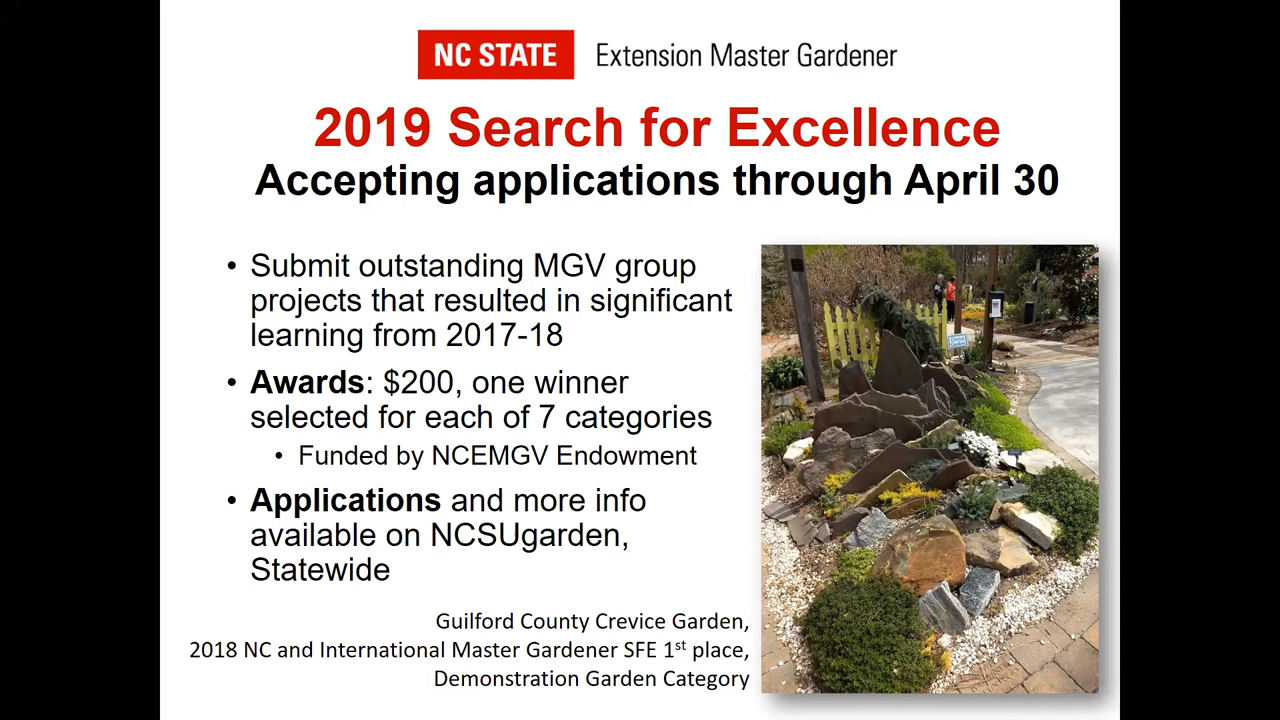 NC STATE Extension Master Gardener
2019 Search for Excellence
Accepting applications through April 30
• Submit outstanding MGV group
projects that resulted in significant
learning from 2017-18
• Awards: $200, one winner
selected for each of 7 categories
• Funded by NCEMGV Endowment
• Applications and more info
available on NCSUgarden,
Statewide
Guilford County Crevice Garden,
2018 NC and International Master Gardener SFE 1st place,
Demonstration Garden Category